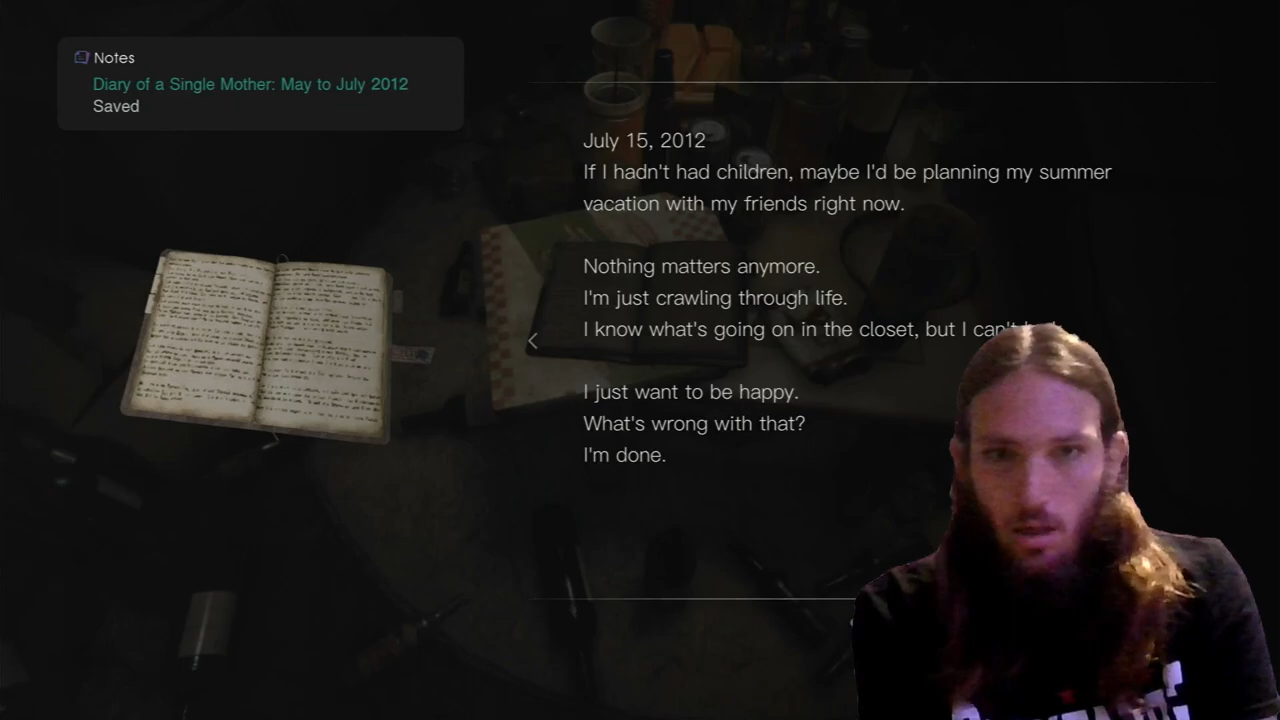 Notes
Diary of a Single Mother: May to July 2012
Saved
July 15, 2012
If I hadn't had children, maybe I'd be planning my summer
vacation with my friends right now.
Nothing matters anymore.
I'm just crawling through life.
I know what's going on in the closet, but I can't
I just want to be happy.
What's wrong with that?
I'm done.